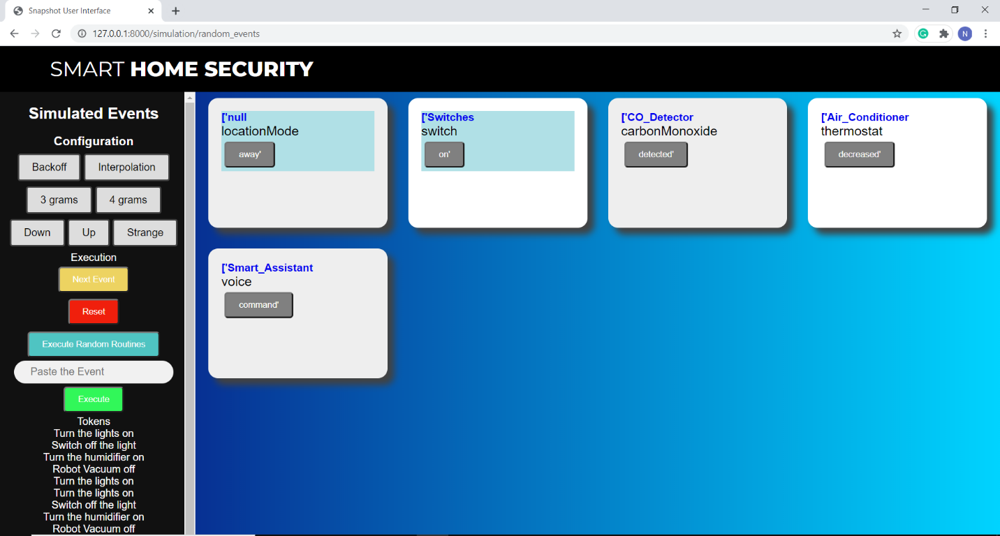 Snapshot User Interface
127.0.0.1:8000/simulation/random_events
G
N
SMART HOME SECURITY
Simulated Events
Configuration
Backoff Interpolation
3 grams 4 grams
Down Up Strange
Execution
Next Event
Reset
Execute Random Routines
Paste the Event
Execute
Tokens
Turn the lights on
Switch off the light
Turn the humidifier on
Robot Vacuum off
Turn the lights on
Turn the lights on
Switch off the light
Turn the humidifier on
Robot Vacuum off
['null
locationMode
away'
['Switches
switch
on'
['CO_Detector
carbonMonoxide
detected'
['Air_Conditioner
thermostat
decreased'
['Smart_Assistant
voice
command'